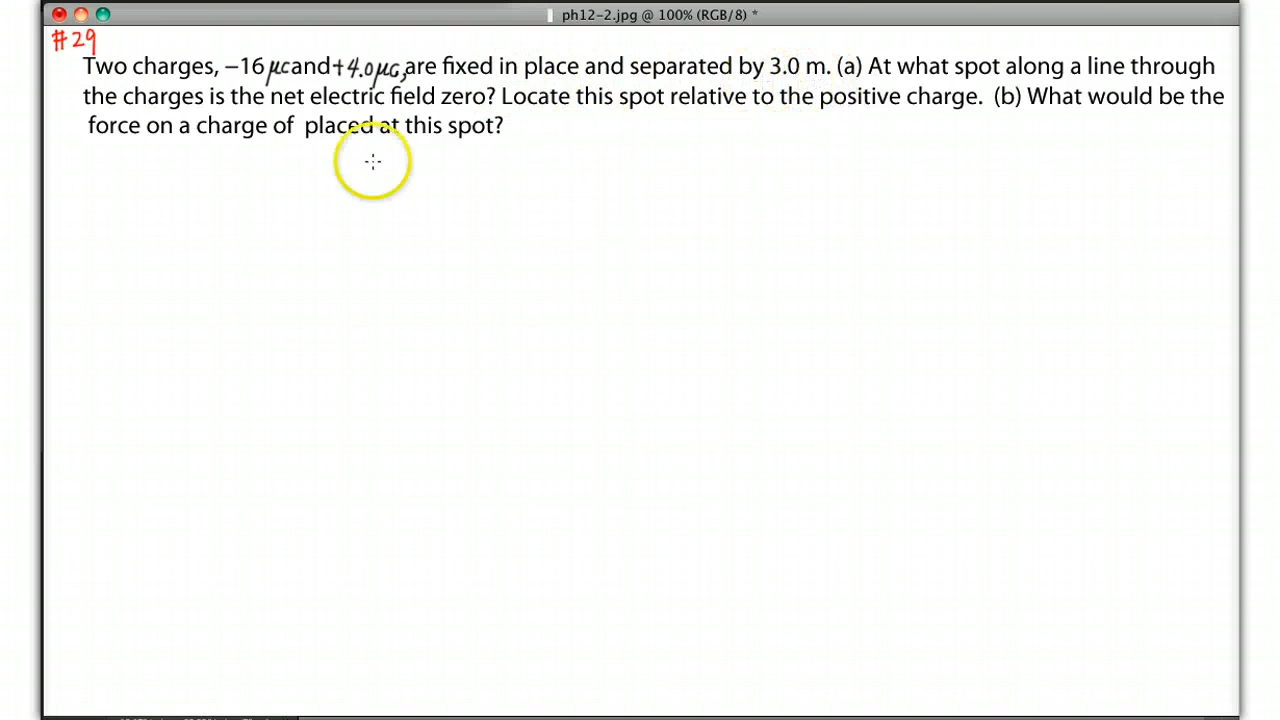 ph12-2.jpg @ 100% (RGB/8) *
#29
Two charges, −16 μc and +4.0 μC, are fixed in place and separated by 3.0 m. (a) At what spot along a line through
the charges is the net electric field zero? Locate this spot relative to the positive charge. (b) What would be the
force on a charge of placed at this spot?